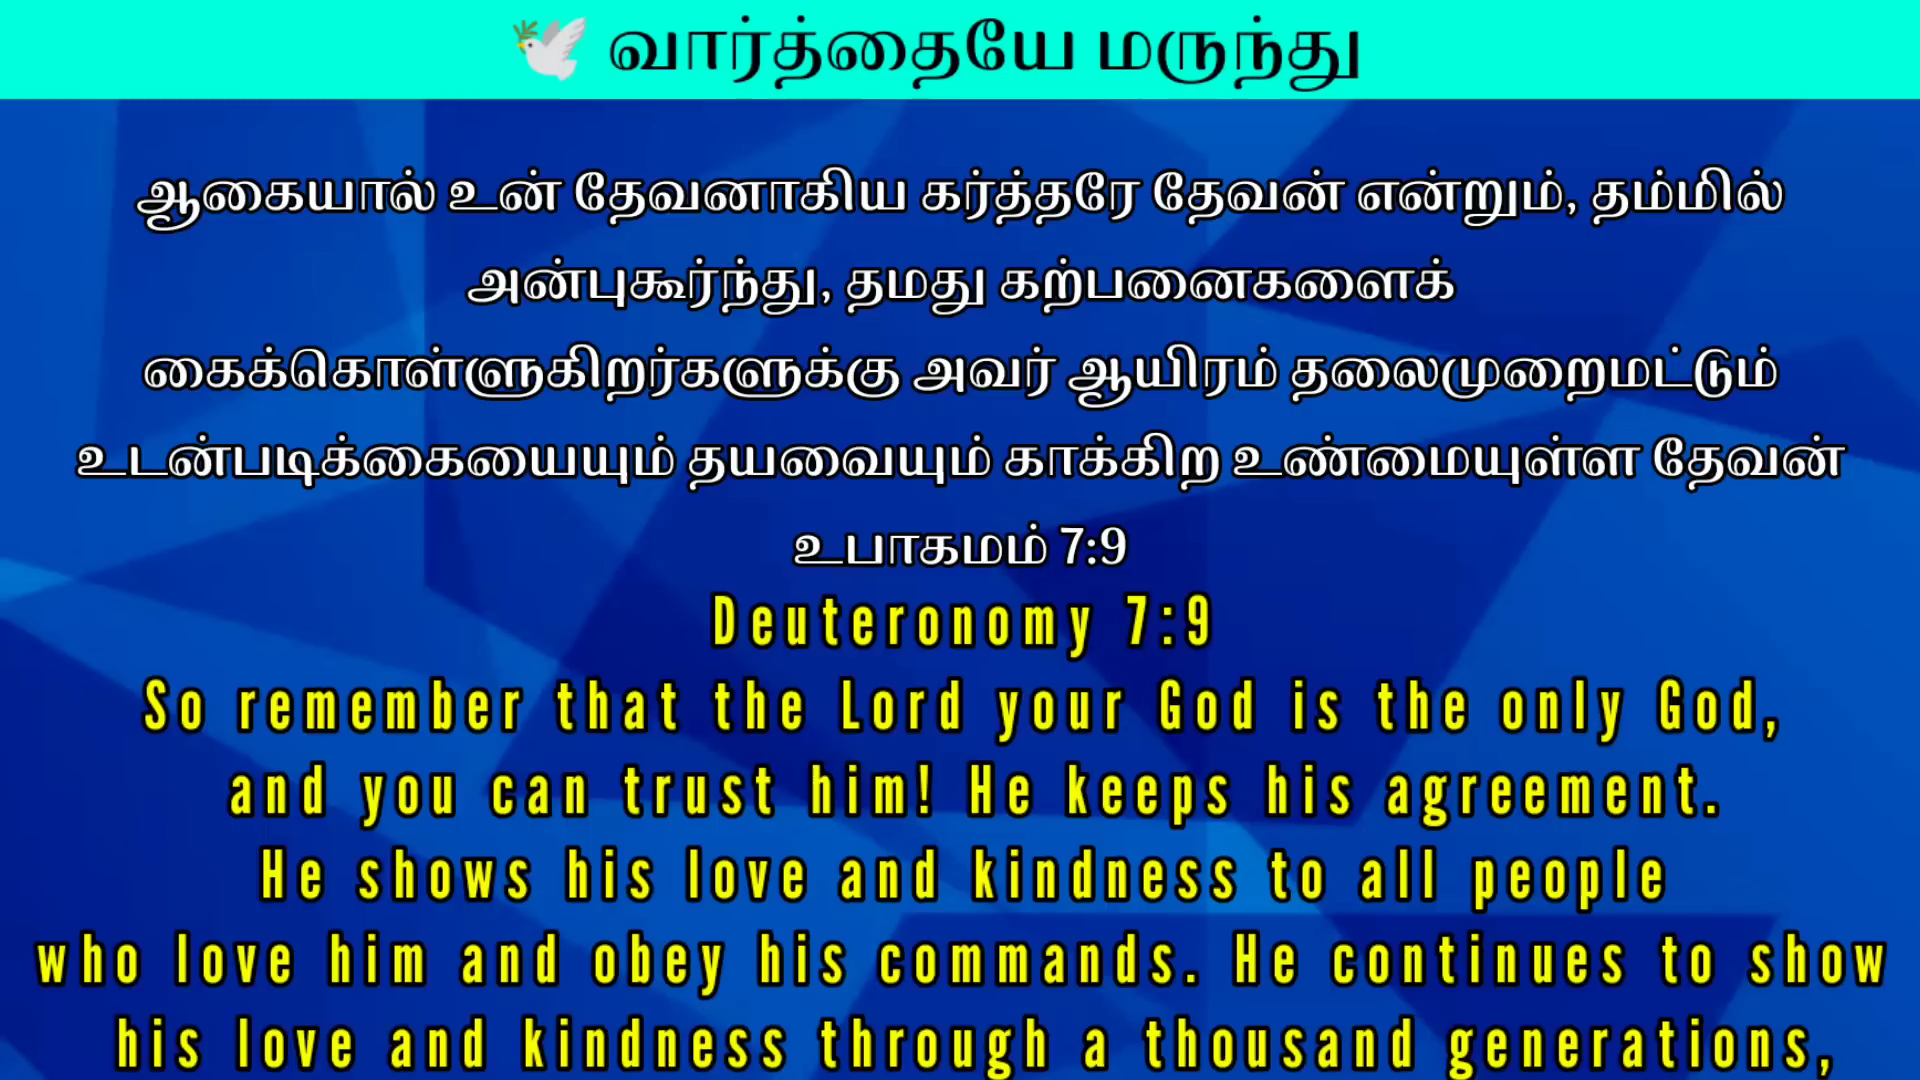 🕊️ வார்த்தையே மருந்து
ஆகையால் உன் தேவனாகிய கர்த்தரே தேவன் என்றும், தம்மில்
அன்புகூர்ந்து, தமது கற்பனைகளைக்
கைக்கொள்ளுகிறர்களுக்கு அவர் ஆயிரம் தலைமுறைமட்டும்
உடன்படிக்கையையும் தயவையும் காக்கிற உண்மையுள்ள தேவன்
உபாகமம் 7:9
Deuteronomy 7:9
So remember that the Lord your God is the only God,
and you can trust him! He keeps his agreement.
He shows his love and kindness to all people
who love him and obey his commands. He continues to show
his love and kindness through a thousand generations,